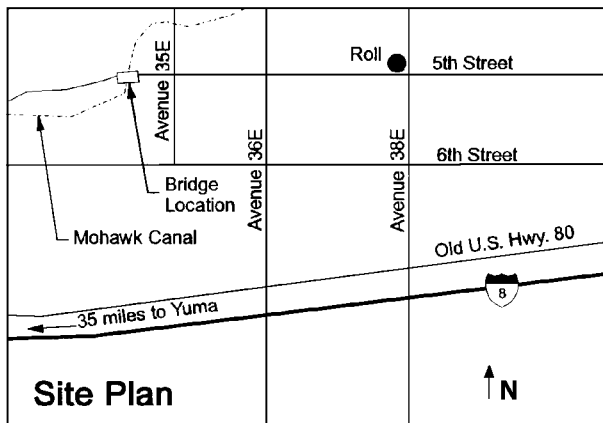 Roll
5th Street
Avenue 35E
Avenue 36E
Avenue 38E
6th Street
Bridge
Location
Mohawk Canal
Old U.S. Hwy. 80
8
35 miles to Yuma
Site Plan
N